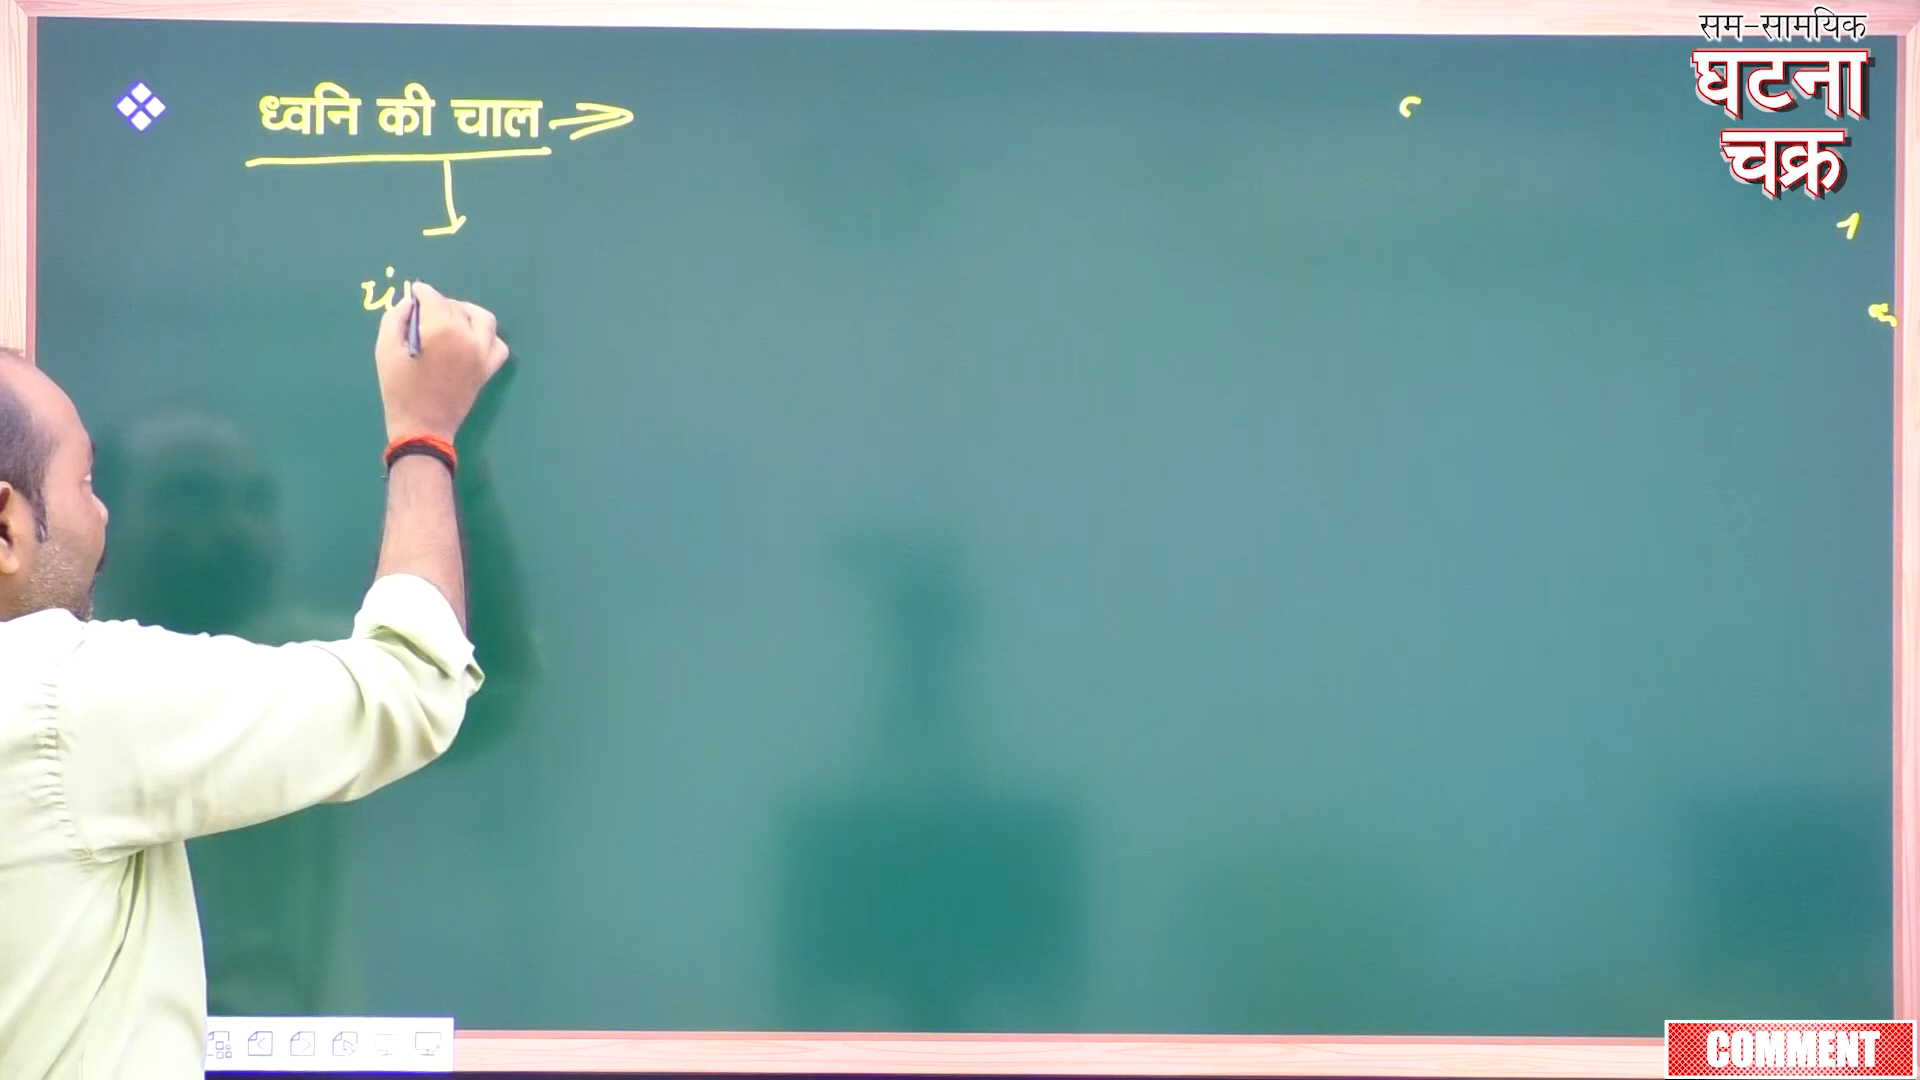 ध्वनि की चाल
सम-सामयिक
घटना
चक्र
COMMENT